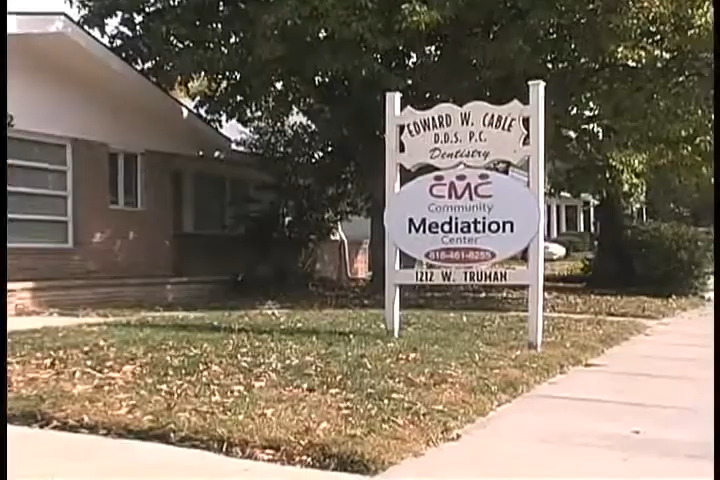 EDWARD W. CABLE
D.D.S. P.C.
Dentistry
CMC
Community
Mediation
Center
816-461-8255
1212 W. TRUMAN